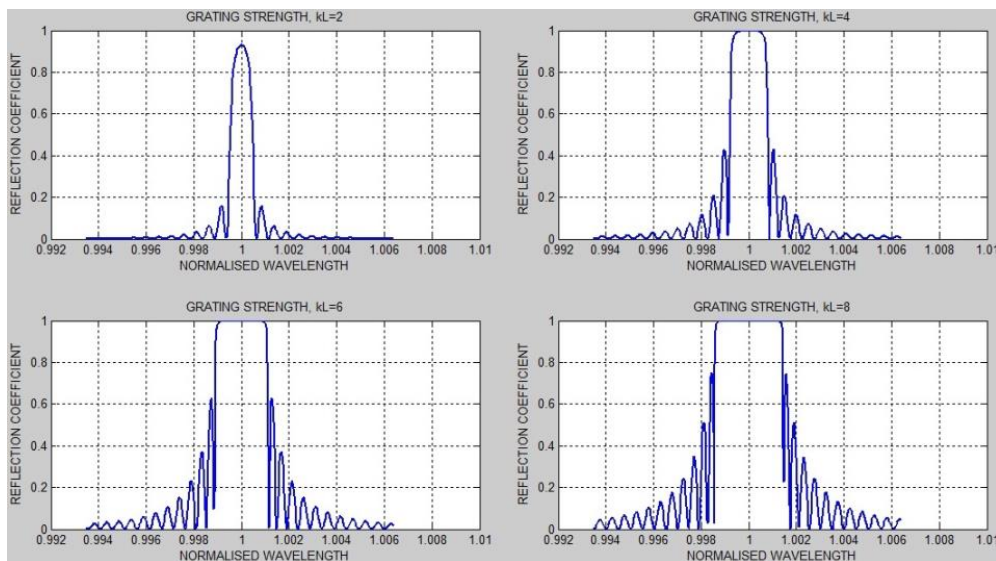 GRATING STRENGTH, kL=2
REFLECTION COEFFICIENT
1
0.8
0.6
0.4
0.2
0
0.992 0.994 0.996 0.998 1 1.002 1.004 1.006 1.008 1.01
NORMALISED WAVELENGTH
GRATING STRENGTH, kL=4
REFLECTION COEFFICIENT
1
0.8
0.6
0.4
0.2
0
0.992 0.994 0.996 0.998 1 1.002 1.004 1.006 1.008 1.01
NORMALISED WAVELENGTH
GRATING STRENGTH, kL=6
REFLECTION COEFFICIENT
1
0.8
0.6
0.4
0.2
0
0.992 0.994 0.996 0.998 1 1.002 1.004 1.006 1.008 1.01
NORMALISED WAVELENGTH
GRATING STRENGTH, kL=8
REFLECTION COEFFICIENT
1
0.8
0.6
0.4
0.2
0
0.992 0.994 0.996 0.998 1 1.002 1.004 1.006 1.008 1.01
NORMALISED WAVELENGTH